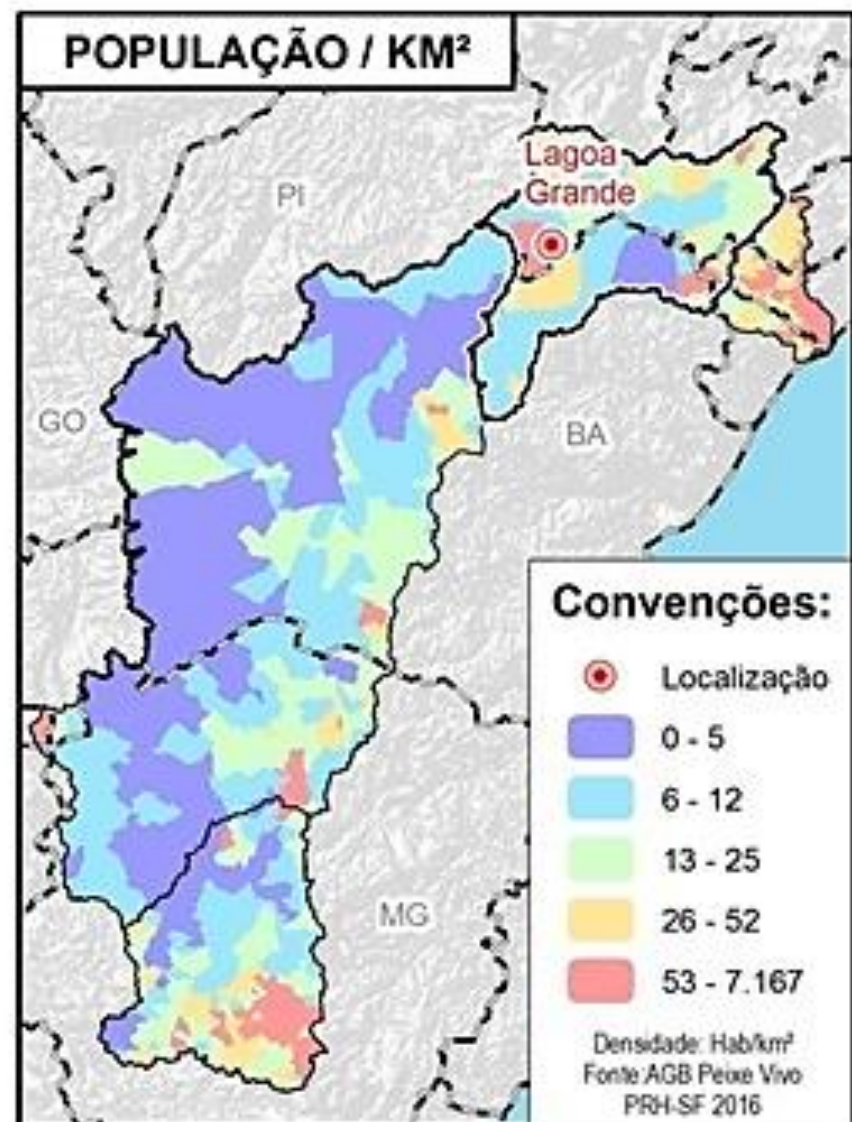 POPULAÇÃO / KM²
Lagoa
Grande
PI
GO
BA
MG
Convenções:
Localização
0 - 5
6 - 12
13 - 25
26 - 52
53 - 7.167
Densidade: Hab/km²
Fonte:AGB Peixe Vivo
PRH-SF 2016